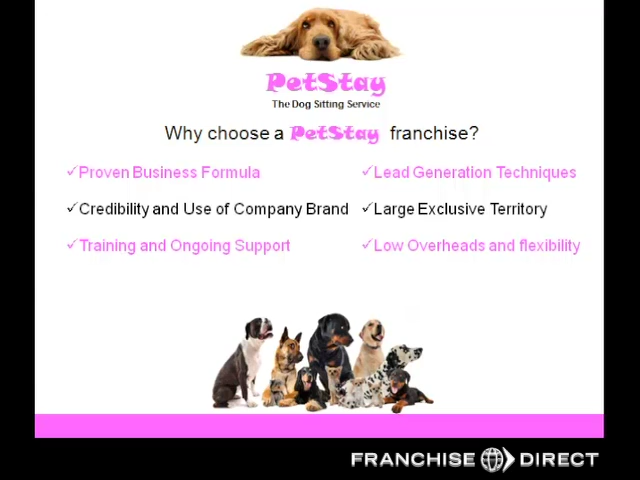 PetStay
The Dog Sitting Service
Why choose a PetStay franchise?
✓Proven Business Formula
✓Credibility and Use of Company Brand
✓Training and Ongoing Support
✓Lead Generation Techniques
✓Large Exclusive Territory
✓Low Overheads and flexibility
FRANCHISE DIRECT